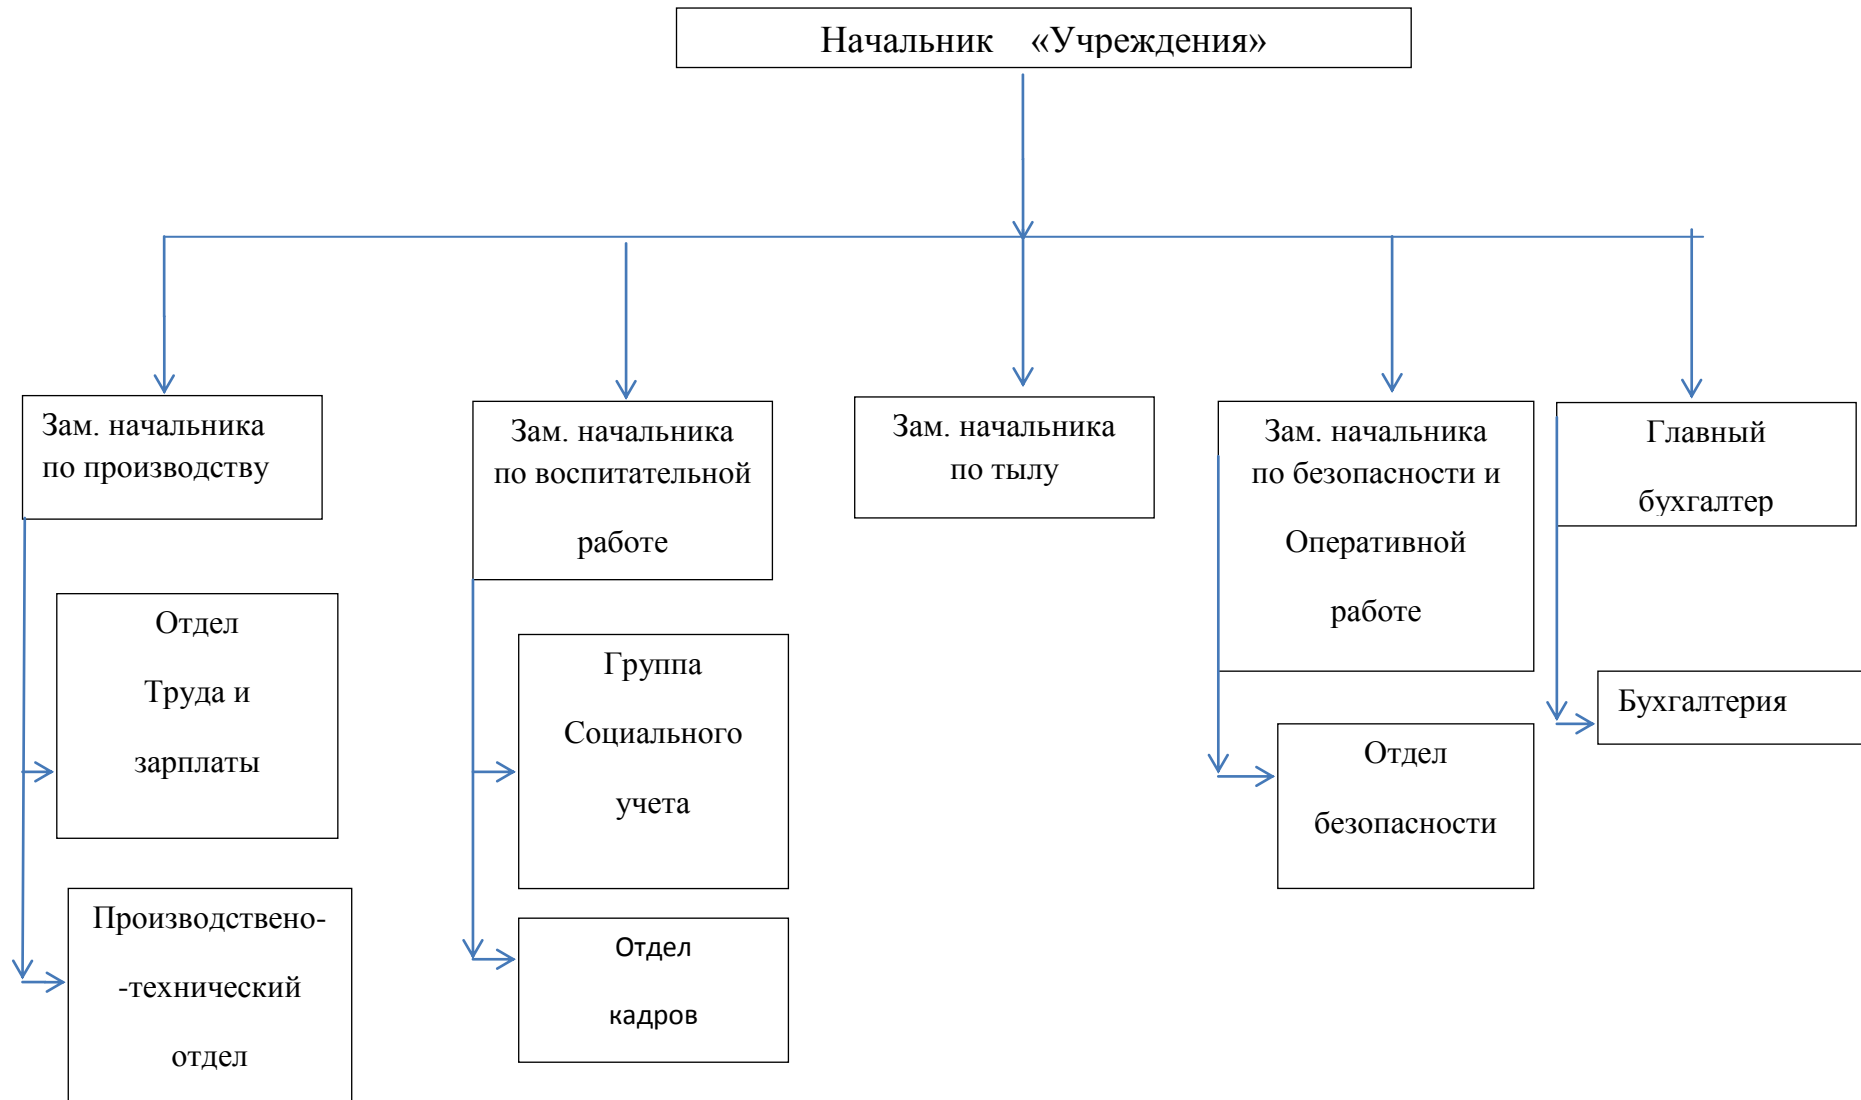 Начальник «Учреждения»
Зам. начальника
по производству
Зам. начальника
по воспитательной
работе
Зам. начальника
по тылу
Зам. начальника
по безопасности и
Оперативной
работе
Главный
бухгалтер
Отдел
Труда и
зарплаты
Группа
Социального
учета
Отдел
безопасности
Бухгалтерия
Производствено-
-технический
отдел
Отдел
кадров